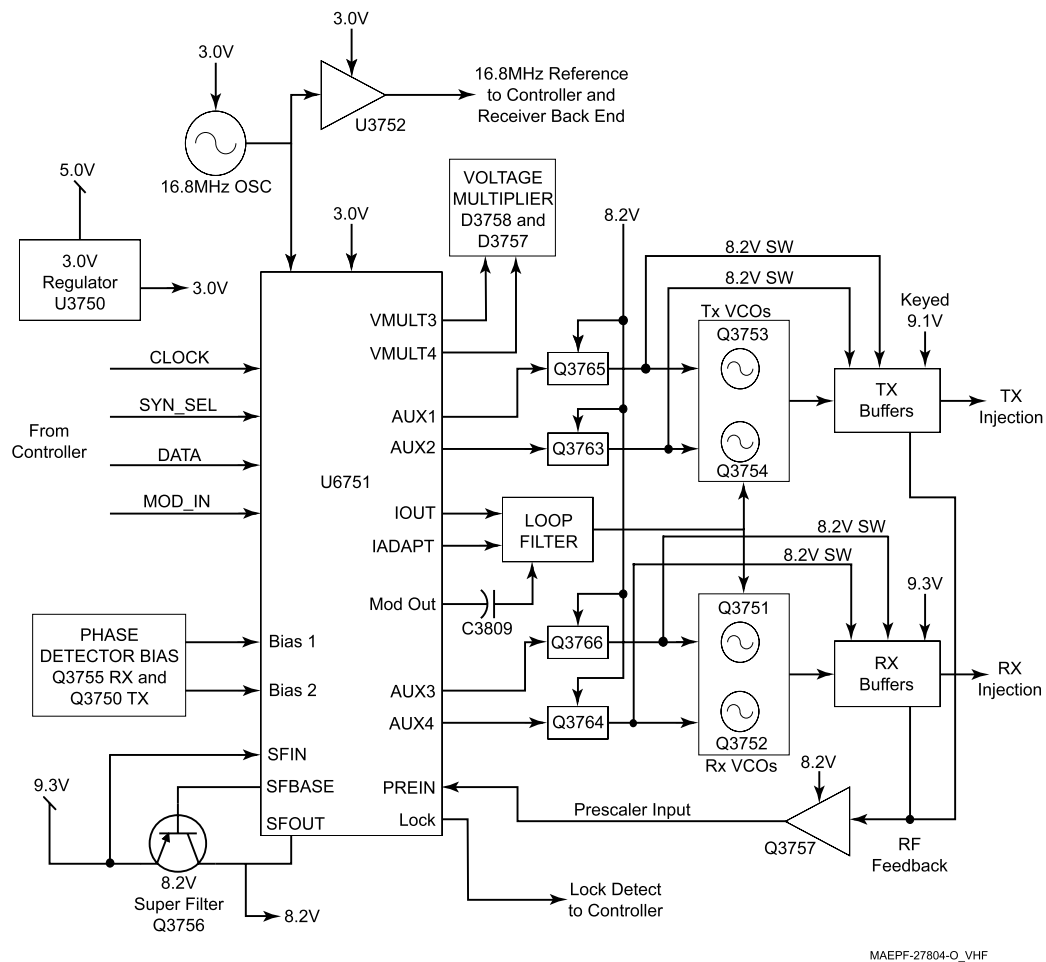 3.0V
3.0V
16.8MHz Reference
to Controller and
Receiver Back End
U3752
16.8MHz OSC
5.0V
3.0V
Regulator
U3750
3.0V
3.0V
VOLTAGE
MULTIPLIER
D3758 and
D3757
8.2V
8.2V SW
8.2V SW
Keyed
9.1V
VMULT3
VMULT4
AUX1
AUX2
Q3765
Q3763
Tx VCOs
Q3753
Q3754
TX
Buffers
TX
Injection
From
Controller
CLOCK
SYN_SEL
DATA
MOD_IN
U6751
IOUT
IADAPT
LOOP
FILTER
Mod Out
C3809
8.2V SW
8.2V SW
9.3V
PHASE
DETECTOR BIAS
Q3755 RX and
Q3750 TX
Bias 1
Bias 2
AUX3
AUX4
Q3766
Q3764
Q3751
Q3752
Rx VCOs
RX
Buffers
RX
Injection
9.3V
SFIN
SFBASE
SFOUT
PREIN
Lock
Prescaler Input
8.2V
Q3757
RF
Feedback
8.2V
Super Filter
Q3756
8.2V
Lock Detect
to Controller
MAEPF-27804-O_VHF